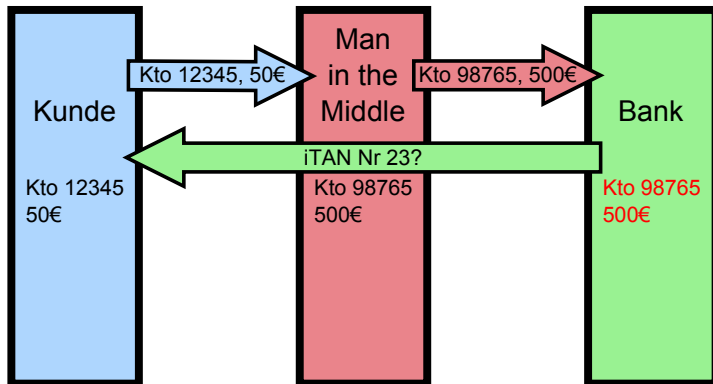 Man
in the
Middle
Kto 12345, 50€
Kto 98765, 500€
Kunde
Bank
iTAN Nr 23?
Kto 12345
50€
Kto 98765
500€
Kto 98765
500€